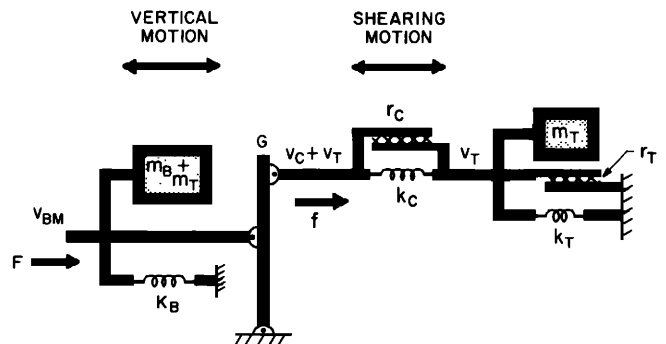 VERTICAL
MOTION
SHEARING
MOTION
r_C
G
m_T
m_B + m_T
v_C + v_T
v_T
r_T
v_BM
f
k_C
k_T
F
K_B